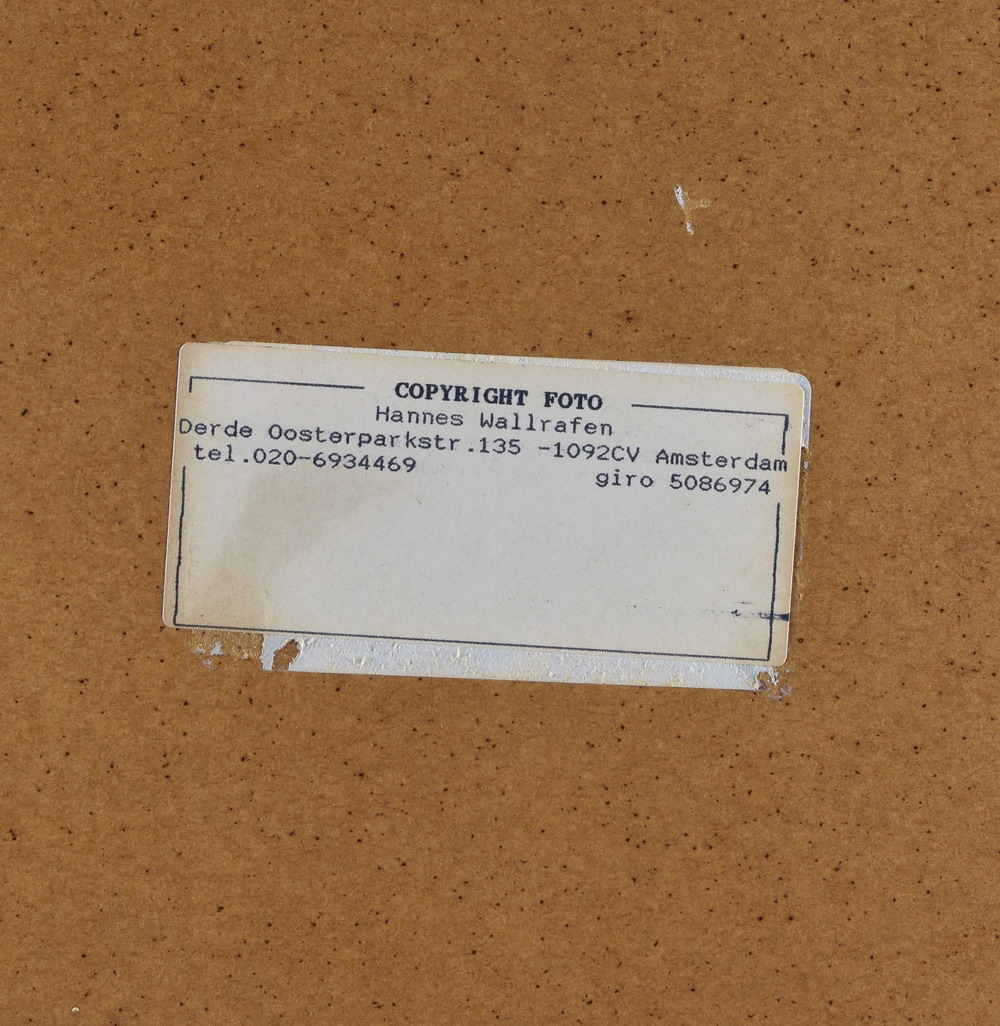 COPYRIGHT FOTO
Hannes Wallrafen
Derde Oosterparkstr.135 -1092CV Amsterdam
tel.020-6934469 giro 5086974